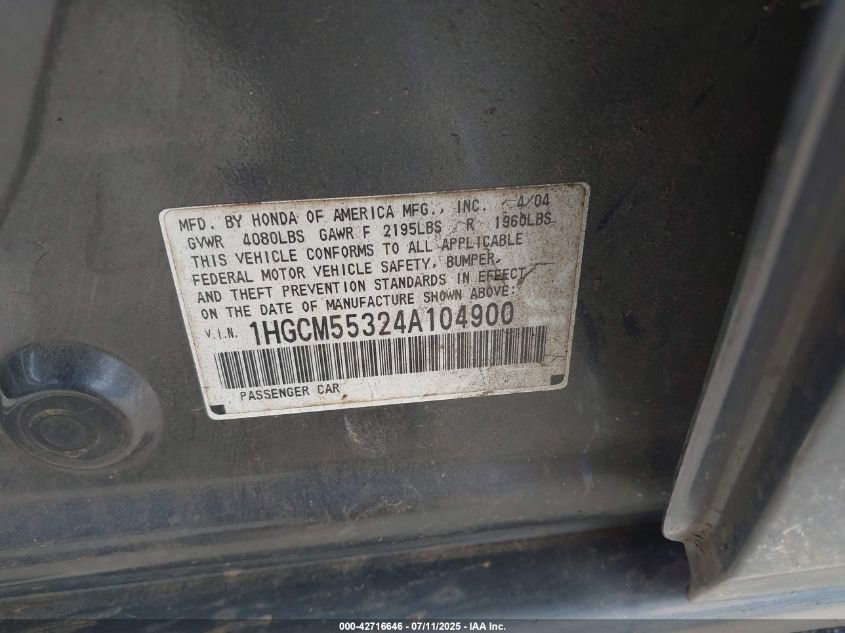 MFD. BY HONDA OF AMERICA MFG., INC. 4/04
GVWR 4080LBS GAWR F 2195LBS R 1960LBS
THIS VEHICLE CONFORMS TO ALL APPLICABLE
FEDERAL MOTOR VEHICLE SAFETY, BUMPER,
AND THEFT PREVENTION STANDARDS IN EFFECT
ON THE DATE OF MANUFACTURE SHOWN ABOVE:
V.I.N. 1HGCM55324A104900
PASSENGER CAR
000-42716646 - 07/11/2025 - IAA Inc.